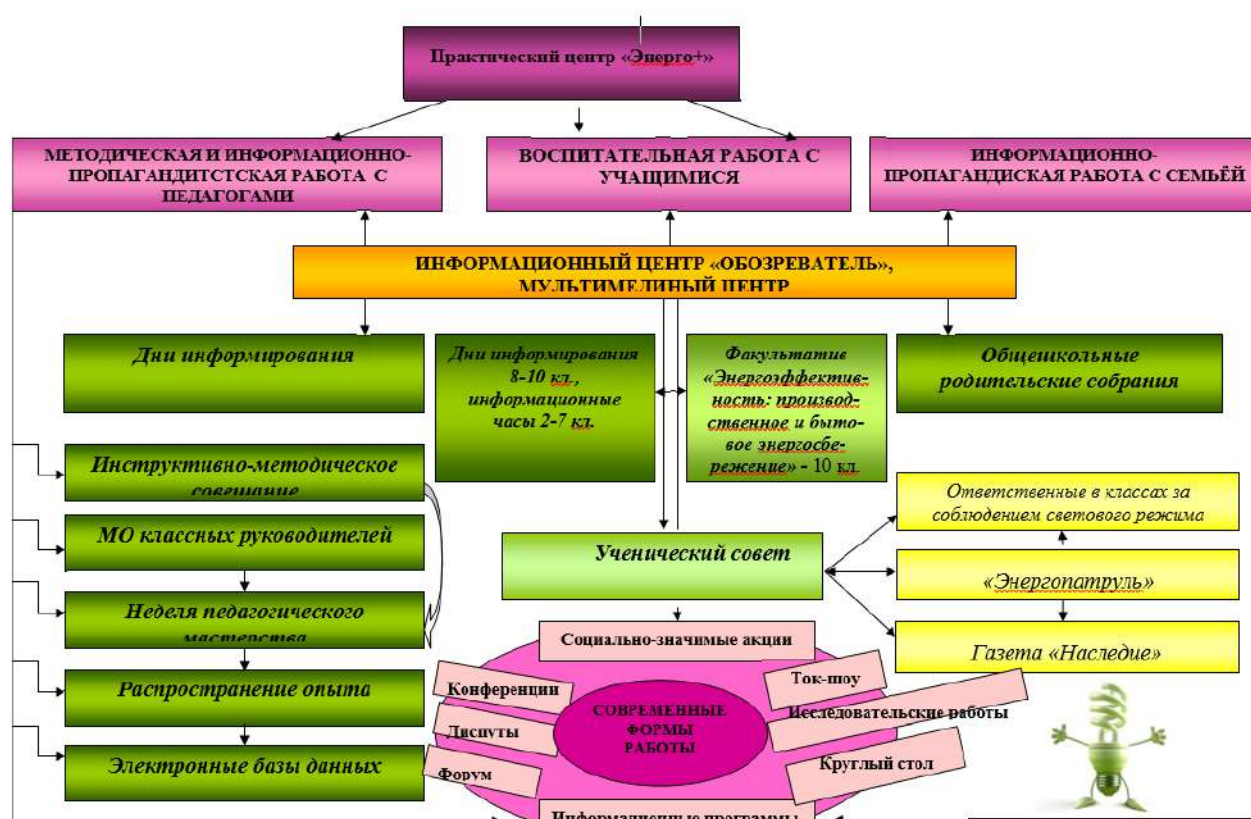 Практический центр «Энерго+»
МЕТОДИЧЕСКАЯ И ИНФОРМАЦИОННО-
ПРОПАГАНДИТСТСКАЯ РАБОТА С
ПЕДАГОГАМИ
ВОСПИТАТЕЛЬНАЯ РАБОТА С
УЧАЩИМИСЯ
ИНФОРМАЦИОННО-
ПРОПАГАНДИСКАЯ РАБОТА С СЕМЬЁЙ
ИНФОРМАЦИОННЫЙ ЦЕНТР «ОБОЗРЕВАТЕЛЬ»,
МУЛЬТИМЕДИНЫЙ ЦЕНТР
Дни информирования
Дни информирования
8-10 кл.,
информационные
часы 2-7 кл.
Факультатив
«Энергоэффектив-
ность: производ-
ственное и быто-
вое энергосбе-
режение» - 10 кл.
Общешкольные
родительские собрания
Инструктивно-методическое
совещание
МО классных руководителей
Неделя педагогического
мастерства
Распространение опыта
Электронные базы данных
Ученический совет
Ответственные в классах за
соблюдением светового режима
«Энергопатруль»
Газета «Наследие»
Социально-значимые акции
Конференции
Диспуты
Форум
СОВРЕМЕННЫЕ
ФОРМЫ
РАБОТЫ
Ток-шоу
Исследовательские работы
Круглый стол
Информационные программы